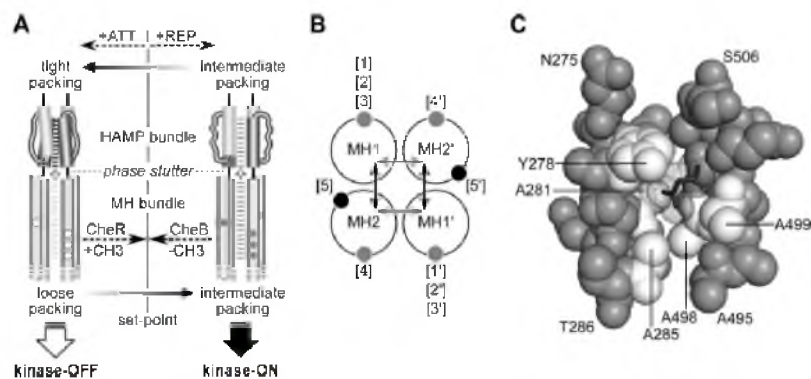 A
+ATT
+REP
tight
packing
intermediate
packing
HAMP bundle
phase stutter
MH bundle
CheR
+CH3
CheB
-CH3
loose
packing
intermediate
packing
set-point
kinase-OFF
kinase-ON
B
[1]
[2]
[3]
[4']
MH1
MH2'
[5]
[5']
MH2
MH1'
[4]
[1']
[2']
[3']
C
N275
S506
Y278
A281
A499
T286
A285
A498
A495